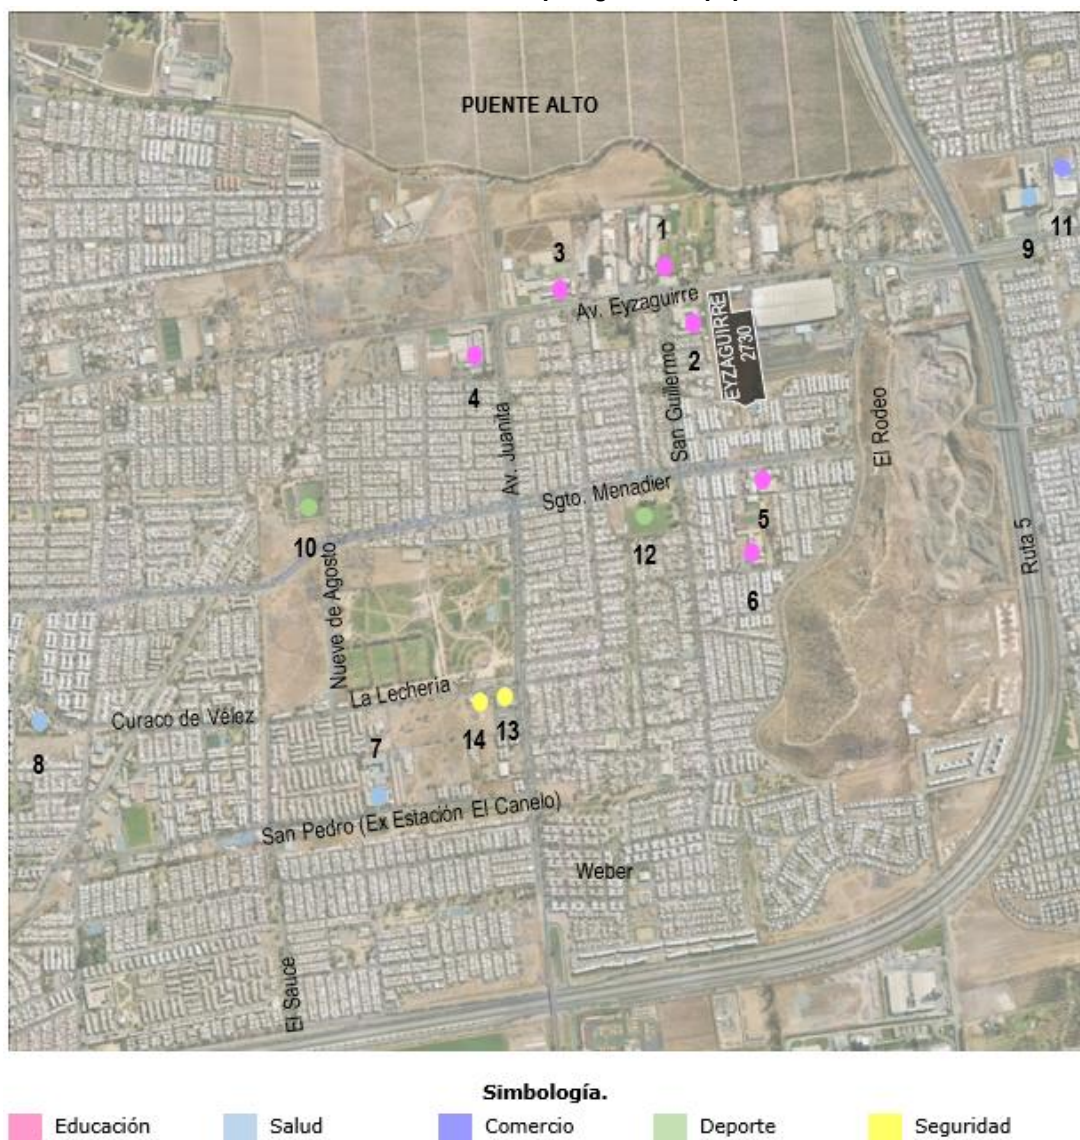 PUENTE ALTO
1
11
3
9
Av. Eyzaguirre
EYZAGUIRRE
2730
2
4
San Guillermo
Av. Juanita
El Rodeo
Sgto. Menadier
5
10
12
Ruta 5
Nueve de Agosto
6
La Lechería
Curaco de Vélez
14
13
7
8
San Pedro (Ex Estación El Canelo)
Weber
El Sauce
Simbología.
Educación
Salud
Comercio
Deporte
Seguridad